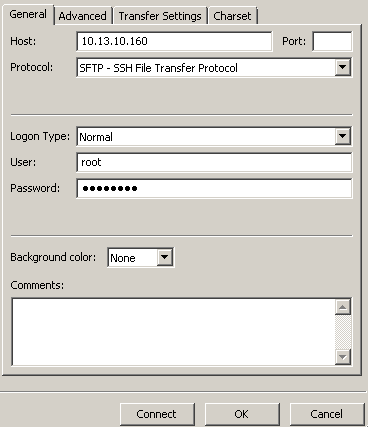 General Advanced Transfer Settings Charset
Host: 10.13.10.160 Port:
Protocol: SFTP - SSH File Transfer Protocol
Logon Type: Normal
User: root
Password: ●●●●●●●●
Background color: None
Comments:
Connect OK Cancel